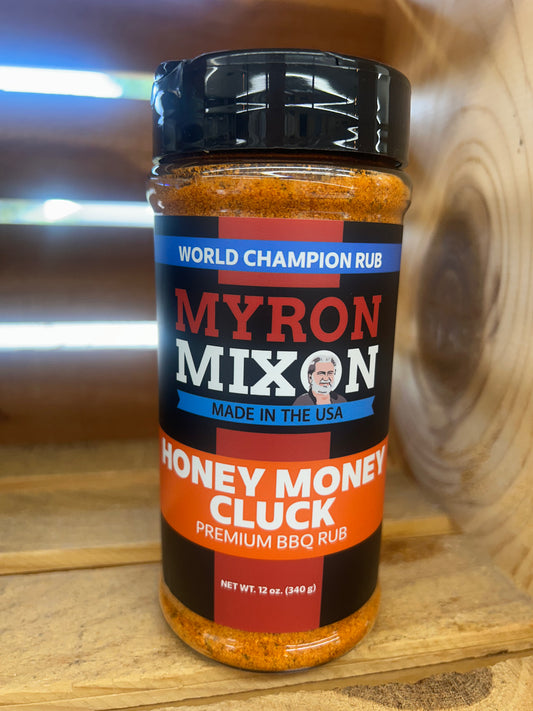 WORLD CHAMPION RUB
MYRON
MIXON
MADE IN THE USA
HONEY MONEY
CLUCK
PREMIUM BBQ RUB
NET WT. 12 oz. (340 g)